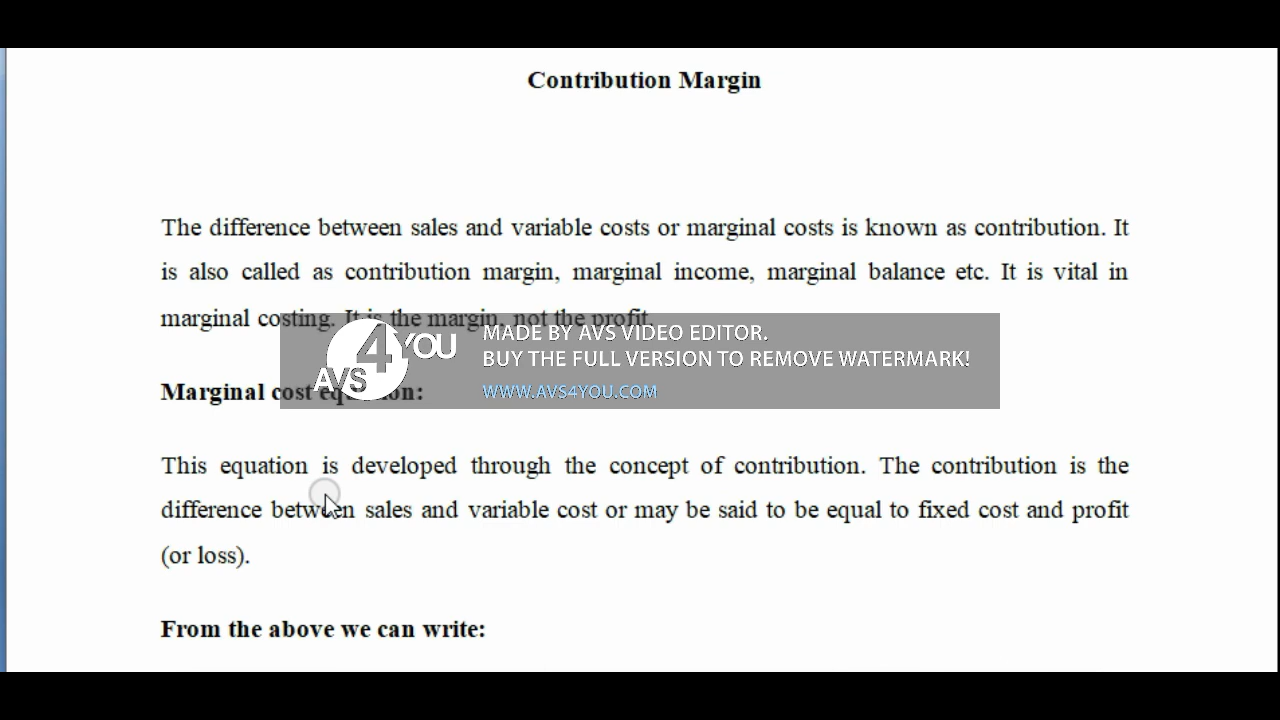 Contribution Margin
The difference between sales and variable costs or marginal costs is known as contribution. It
is also called as contribution margin, marginal income, marginal balance etc. It is vital in
marginal costing. It is the margin, not the profit.
4YOU
AVS
MADE BY AVS VIDEO EDITOR.
BUY THE FULL VERSION TO REMOVE WATERMARK!
WWW.AVS4YOU.COM
Marginal cost equation:
This equation is developed through the concept of contribution. The contribution is the
difference between sales and variable cost or may be said to be equal to fixed cost and profit
(or loss).
From the above we can write: